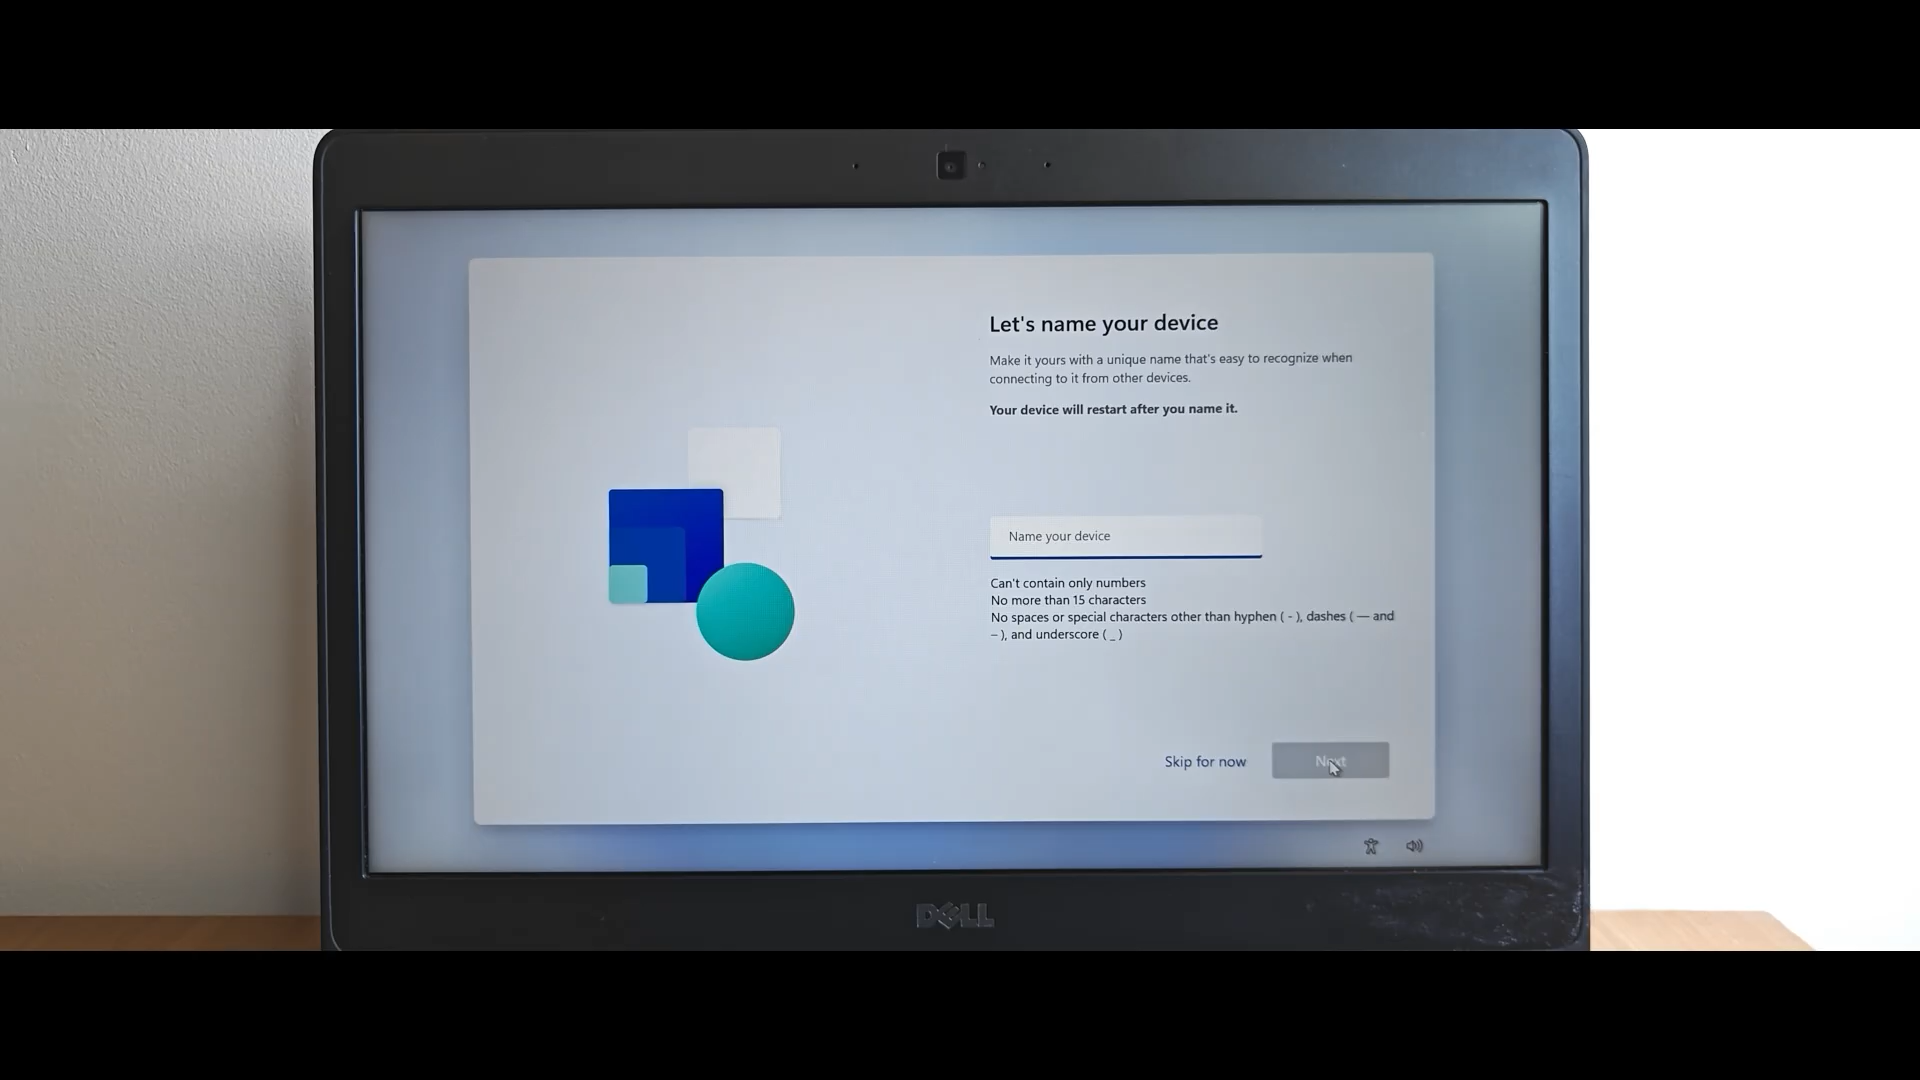 Let's name your device
Make it yours with a unique name that's easy to recognize when
connecting to it from other devices.
Your device will restart after you name it.
Name your device
Can't contain only numbers
No more than 15 characters
No spaces or special characters other than hyphen ( - ), dashes ( — and
– ), and underscore ( _ )
Skip for now
Next
DELL